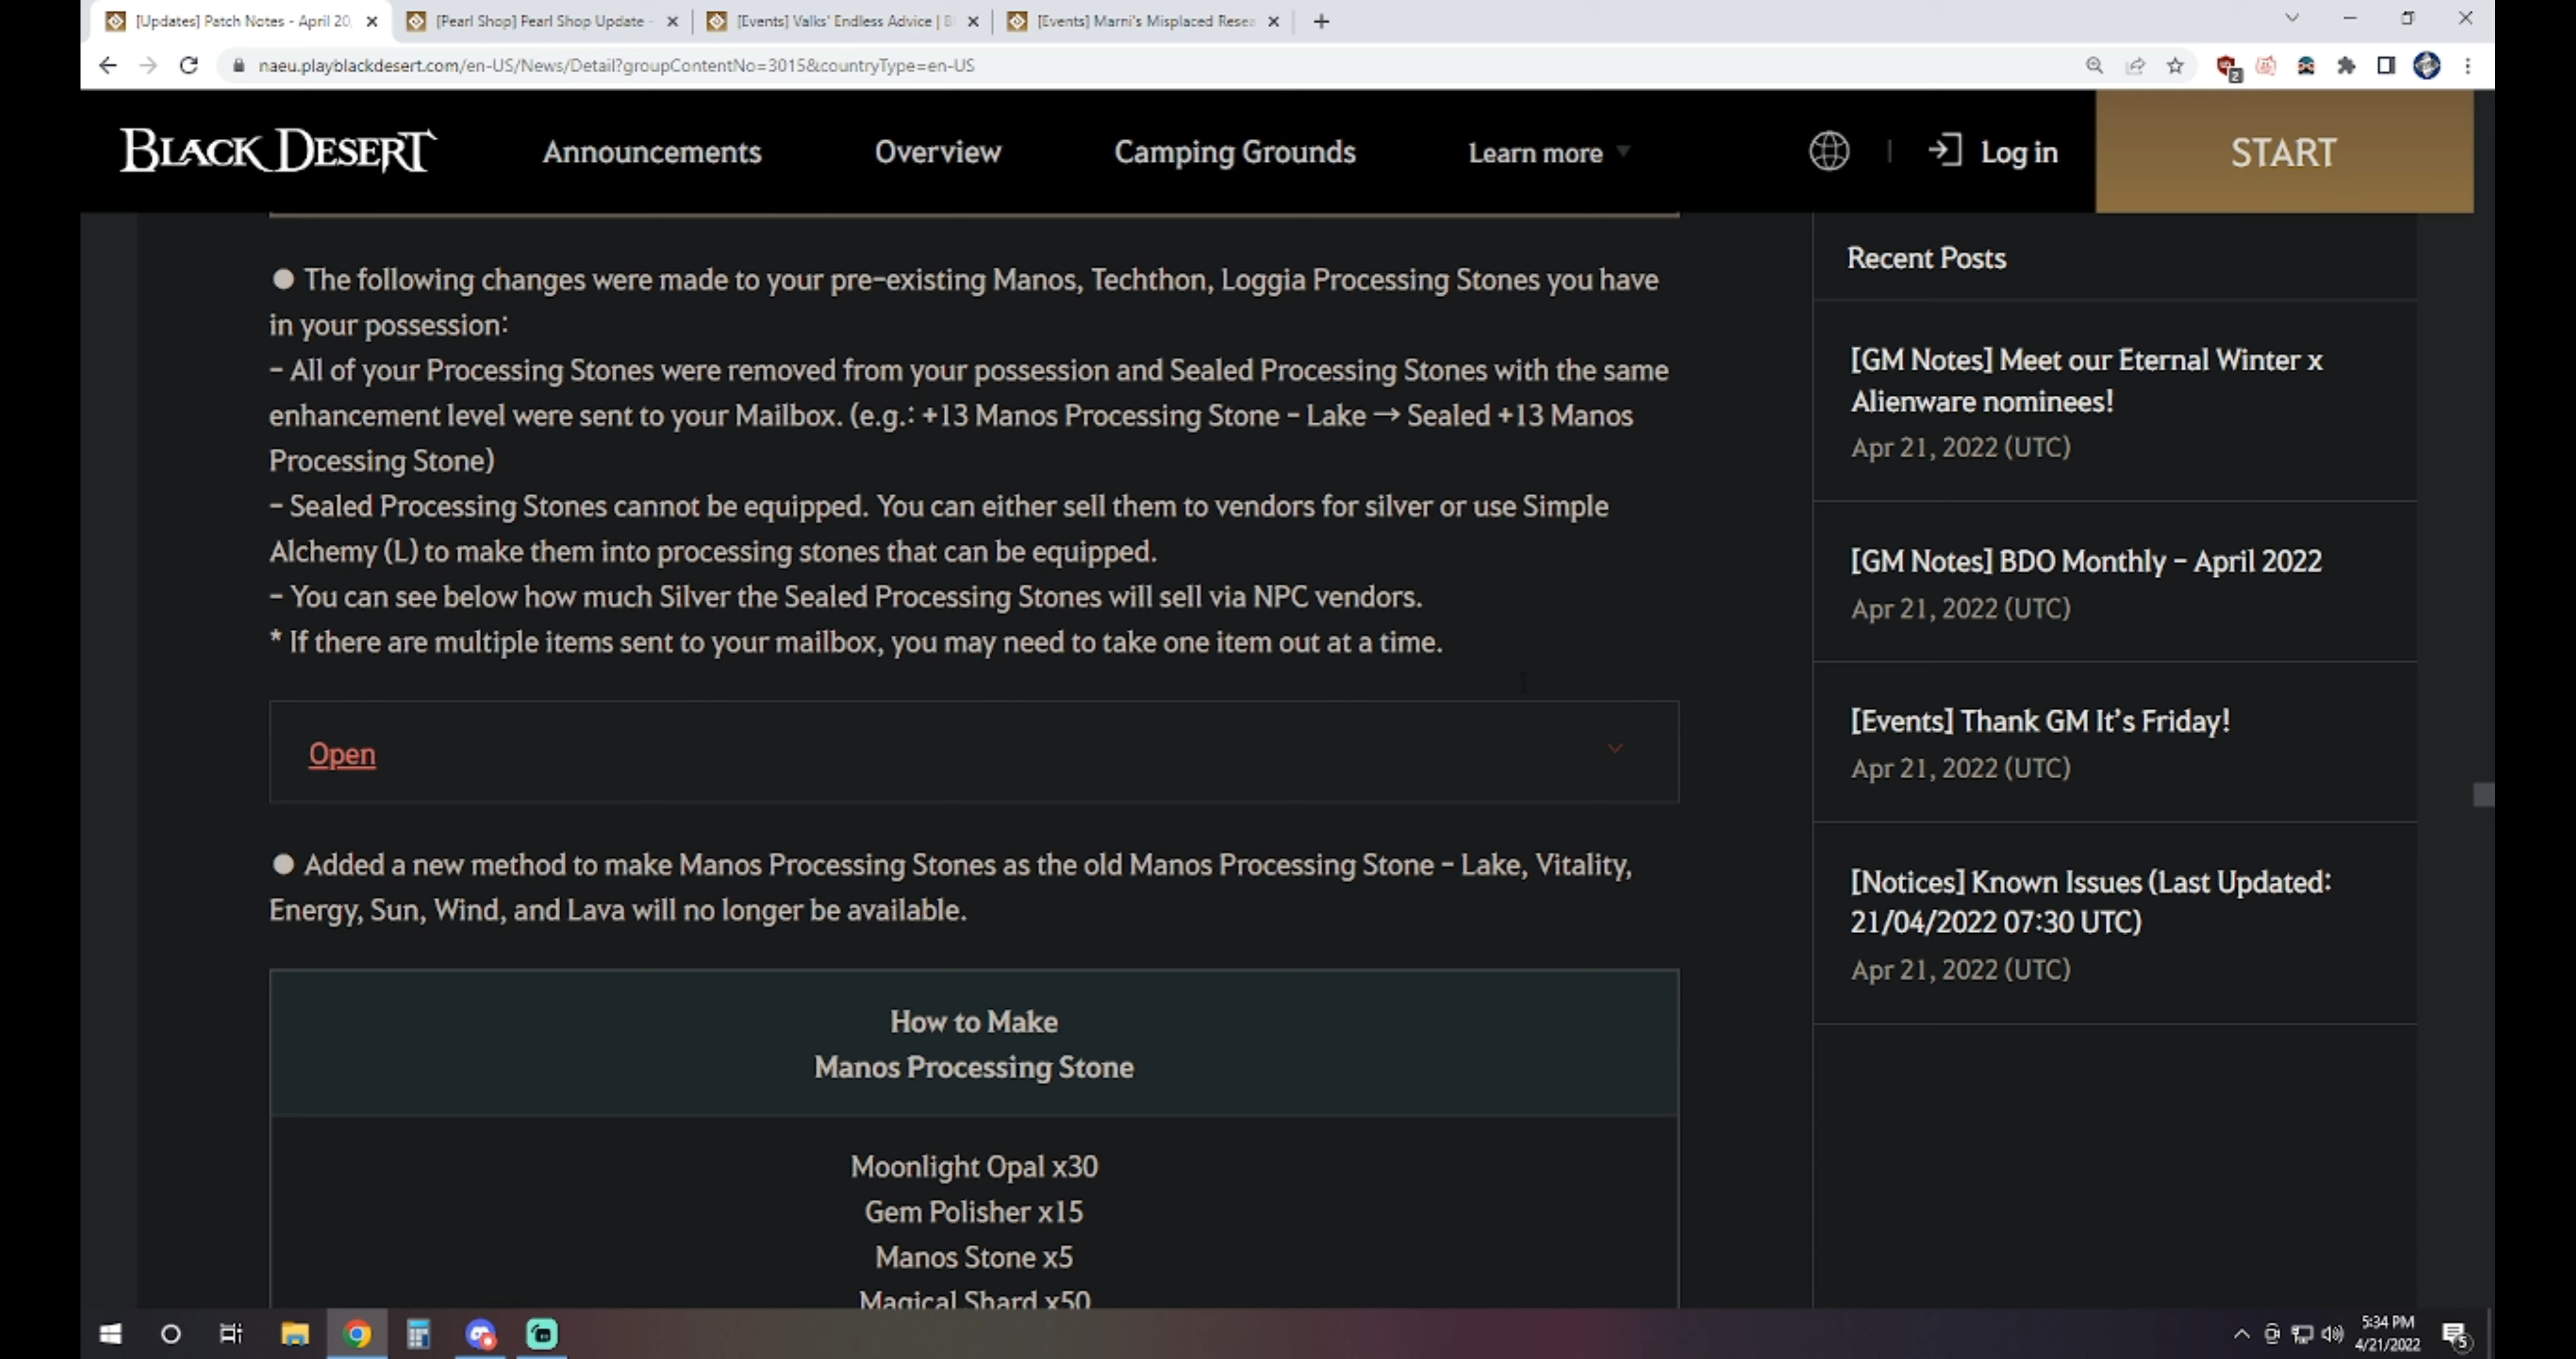 [Updates] Patch Notes - April 20,
[Pearl Shop] Pearl Shop Update -
[Events] Valks' Endless Advice | Bl
[Events] Marni's Misplaced Resea
naeu.playblackdesert.com/en-US/News/Detail?groupContentNo=3015&countryType=en-US
2
BLACK DESERT
Announcements
Overview
Camping Grounds
Learn more
Log in
START
● The following changes were made to your pre-existing Manos, Techthon, Loggia Processing Stones you have
in your possession:
- All of your Processing Stones were removed from your possession and Sealed Processing Stones with the same
enhancement level were sent to your Mailbox. (e.g.: +13 Manos Processing Stone - Lake → Sealed +13 Manos
Processing Stone)
- Sealed Processing Stones cannot be equipped. You can either sell them to vendors for silver or use Simple
Alchemy (L) to make them into processing stones that can be equipped.
- You can see below how much Silver the Sealed Processing Stones will sell via NPC vendors.
* If there are multiple items sent to your mailbox, you may need to take one item out at a time.
Open
● Added a new method to make Manos Processing Stones as the old Manos Processing Stone - Lake, Vitality,
Energy, Sun, Wind, and Lava will no longer be available.
How to Make
Manos Processing Stone
Moonlight Opal x30
Gem Polisher x15
Manos Stone x5
Magical Shard x50
Recent Posts
[GM Notes] Meet our Eternal Winter x
Alienware nominees!
Apr 21, 2022 (UTC)
[GM Notes] BDO Monthly - April 2022
Apr 21, 2022 (UTC)
[Events] Thank GM It's Friday!
Apr 21, 2022 (UTC)
[Notices] Known Issues (Last Updated:
21/04/2022 07:30 UTC)
Apr 21, 2022 (UTC)
5:34 PM
4/21/2022
5